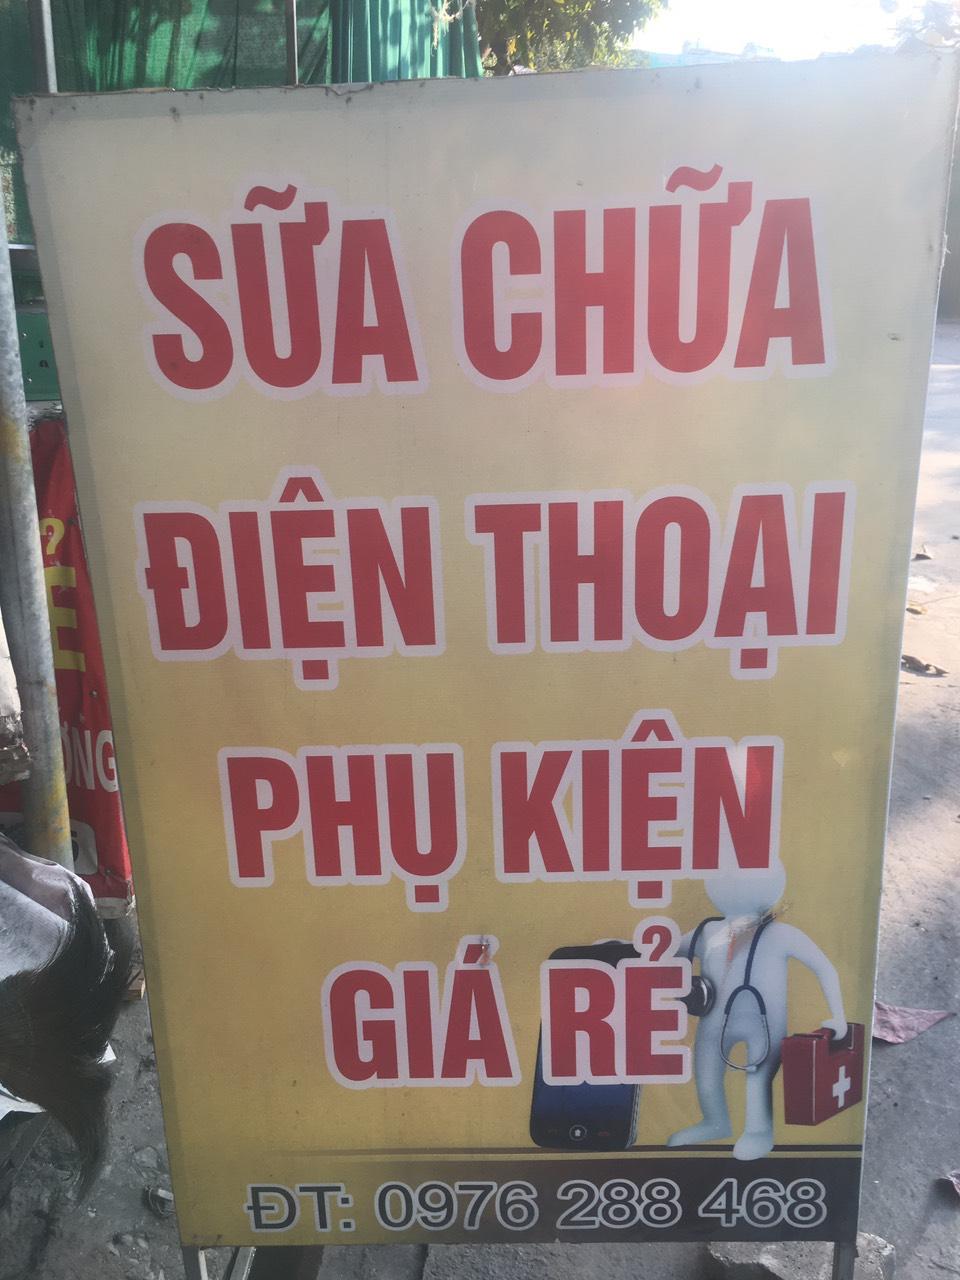 SỮA CHỮA
ĐIỆN THOẠI
PHỤ KIỆN
GIÁ RẺ
ĐT: 0976 288 468